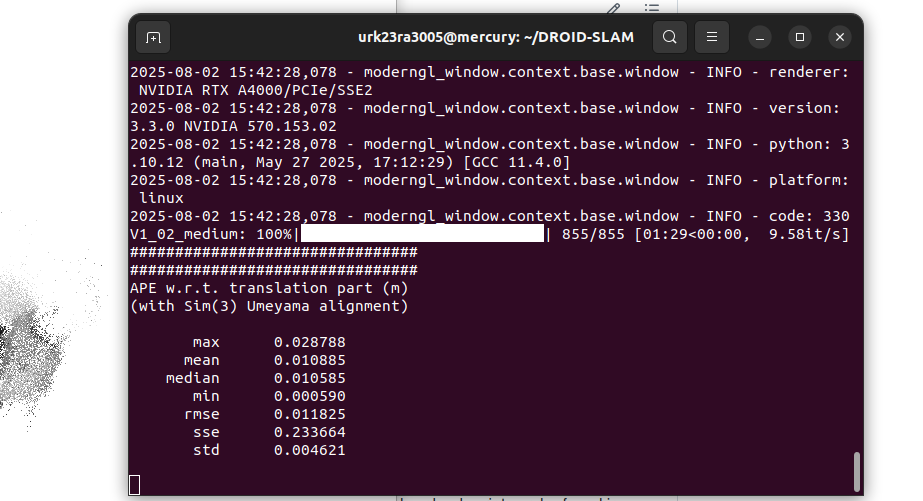 urk23ra3005@mercury: ~/DROID-SLAM
2025-08-02 15:42:28,078 - moderngl_window.context.base.window - INFO - renderer:
 NVIDIA RTX A4000/PCIe/SSE2
2025-08-02 15:42:28,078 - moderngl_window.context.base.window - INFO - version:
3.3.0 NVIDIA 570.153.02
2025-08-02 15:42:28,078 - moderngl_window.context.base.window - INFO - python: 3
.10.12 (main, May 27 2025, 17:12:29) [GCC 11.4.0]
2025-08-02 15:42:28,078 - moderngl_window.context.base.window - INFO - platform:
 linux
2025-08-02 15:42:28,078 - moderngl_window.context.base.window - INFO - code: 330
V1_02_medium: 100%|| 855/855 [01:29<00:00,  9.58it/s]
################################
################################
APE w.r.t. translation part (m)
(with Sim(3) Umeyama alignment)
max 0.028788
mean 0.010885
median 0.010585
min 0.000590
rmse 0.011825
sse 0.233664
std 0.004621